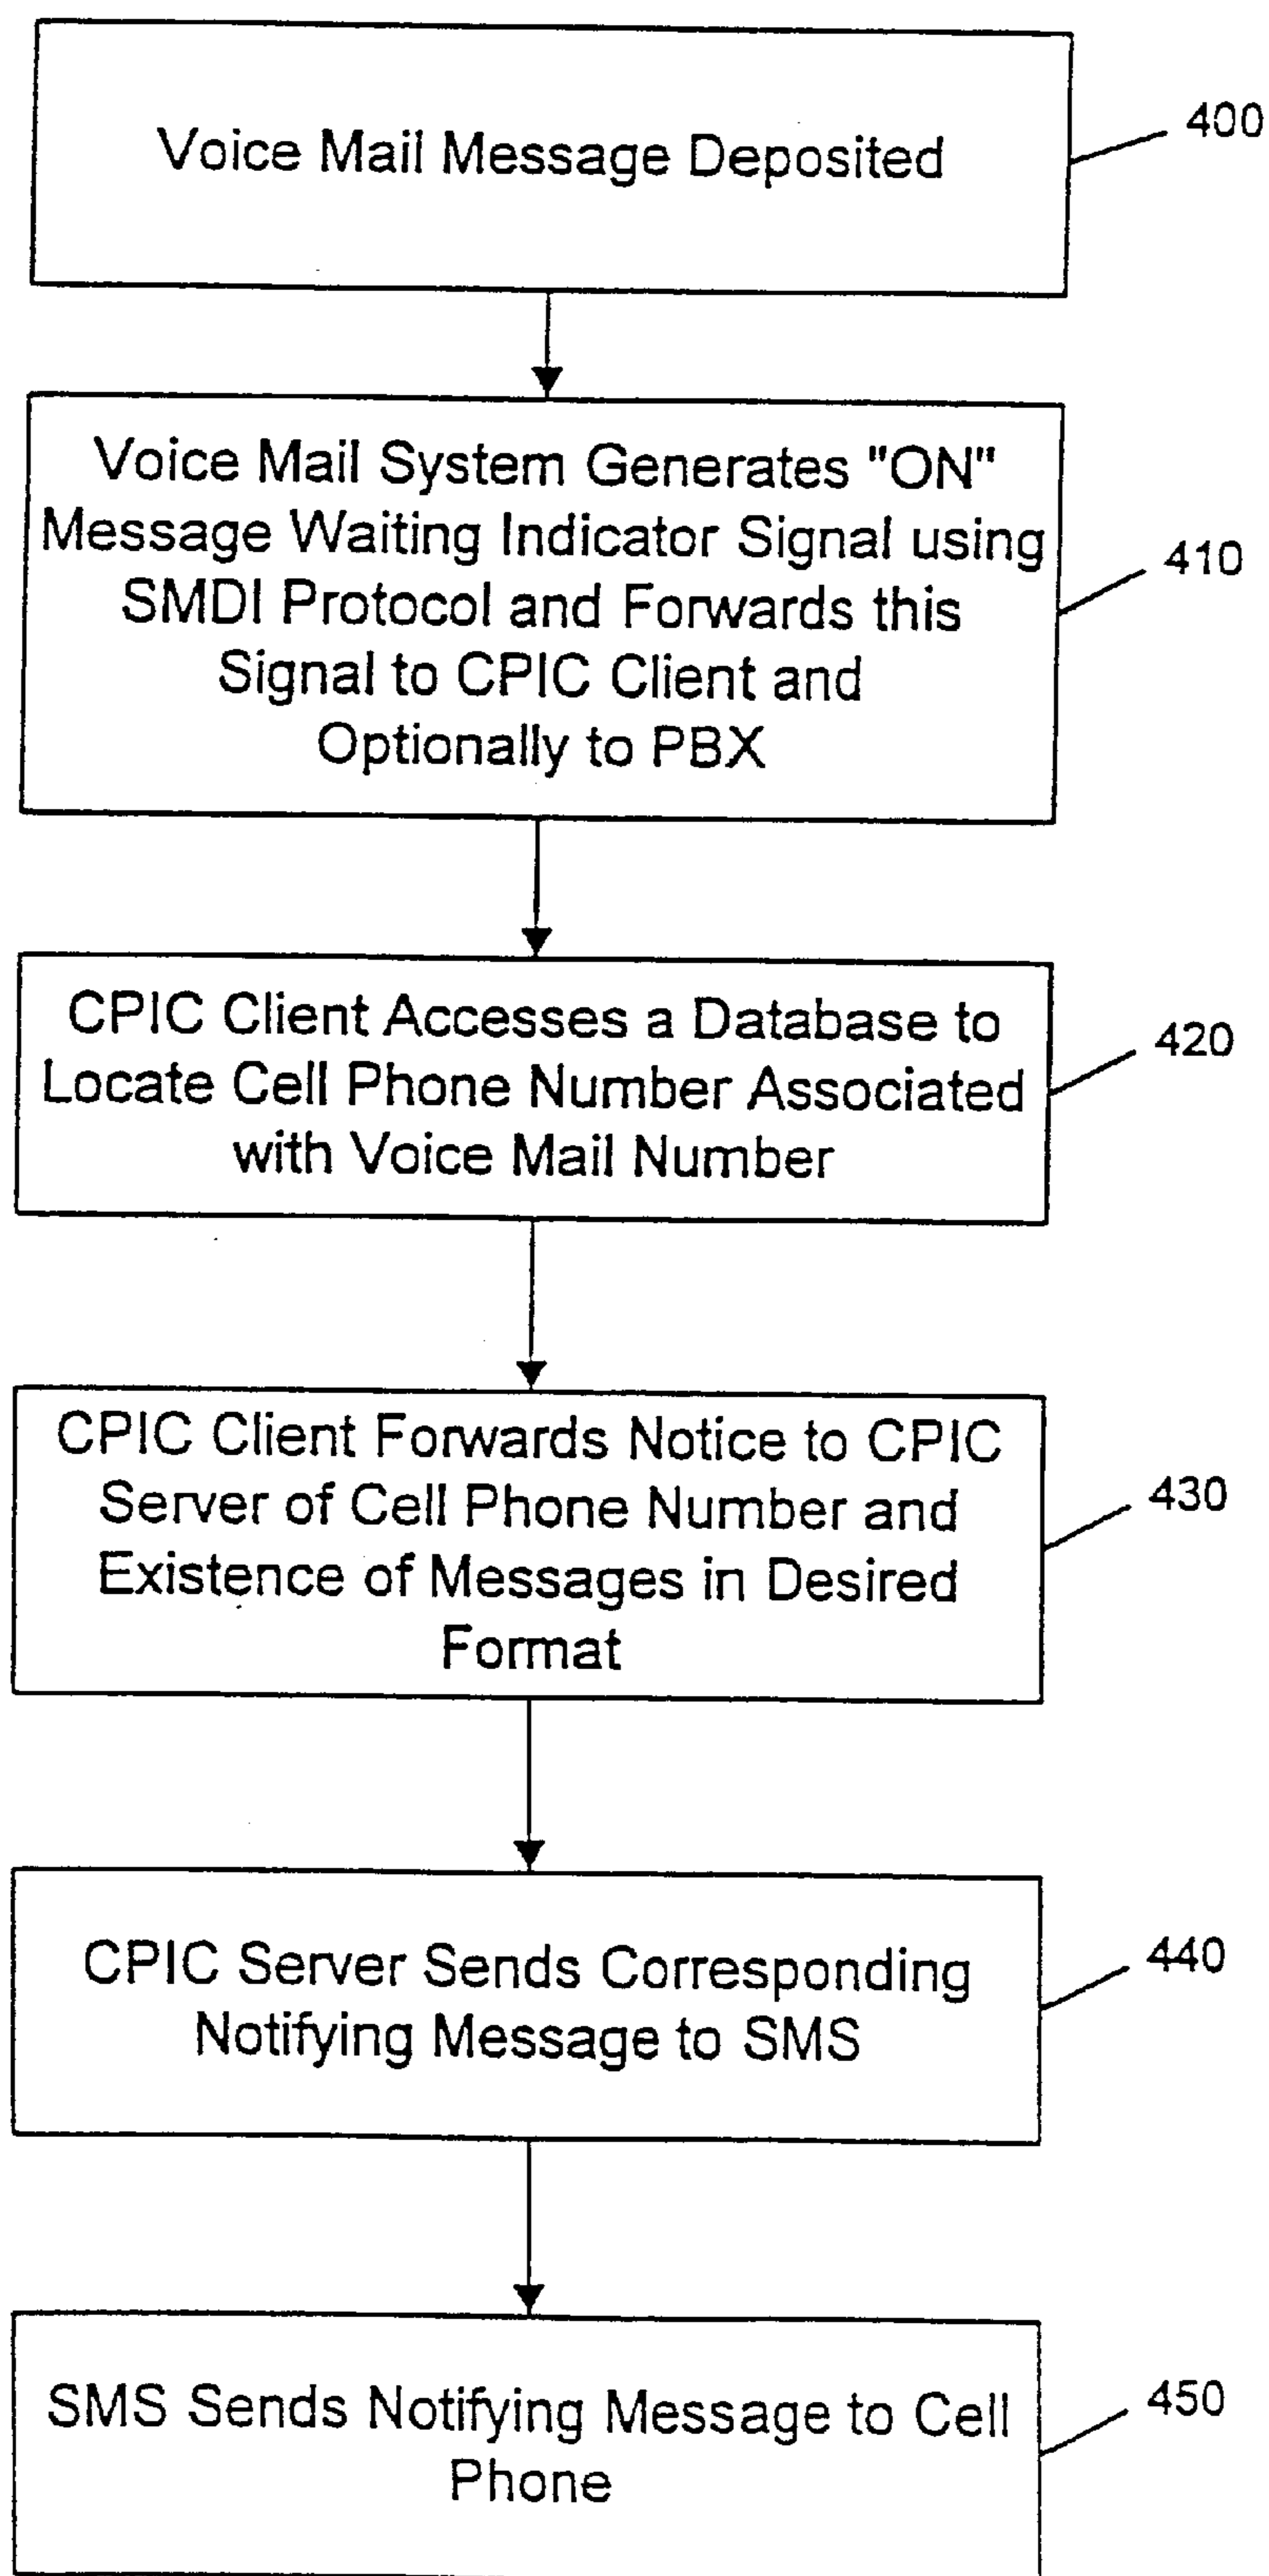 Voice Mail Message Deposited
400
Voice Mail System Generates "ON"
Message Waiting Indicator Signal using
SMDI Protocol and Forwards this
Signal to CPIC Client and
Optionally to PBX
410
CPIC Client Accesses a Database to
Locate Cell Phone Number Associated
with Voice Mail Number
420
CPIC Client Forwards Notice to CPIC
Server of Cell Phone Number and
Existence of Messages in Desired
Format
430
CPIC Server Sends Corresponding
Notifying Message to SMS
440
SMS Sends Notifying Message to Cell
Phone
450